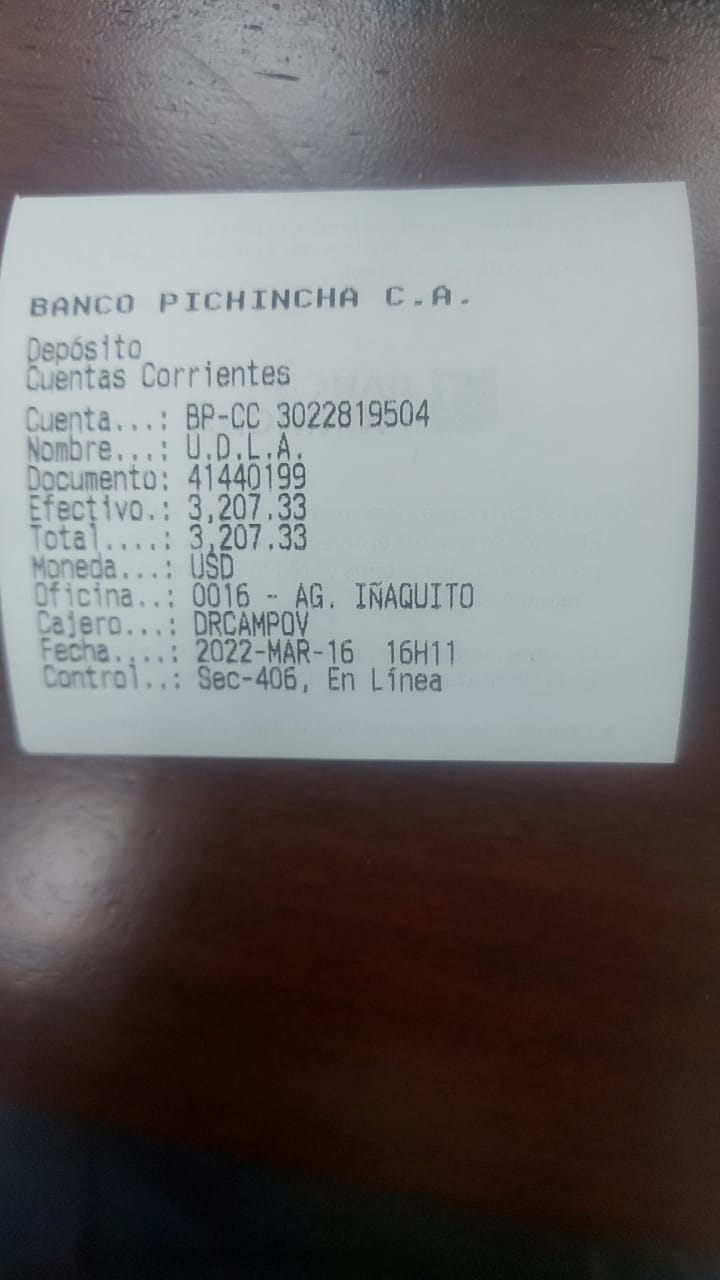 BANCO PICHINCHA C.A.
Depósito
Cuentas Corrientes
Cuenta...: BP-CC 3022819504
Nombre...: U.D.L.A.
Documento: 41440199
Efectivo.: 3,207.33
Total....: 3,207.33
Moneda...: USD
Oficina..: 0016 - AG. IÑAQUITO
Cajero...: DRCAMPOV
Fecha....: 2022-MAR-16 16H11
Control..: Sec-406, En Línea